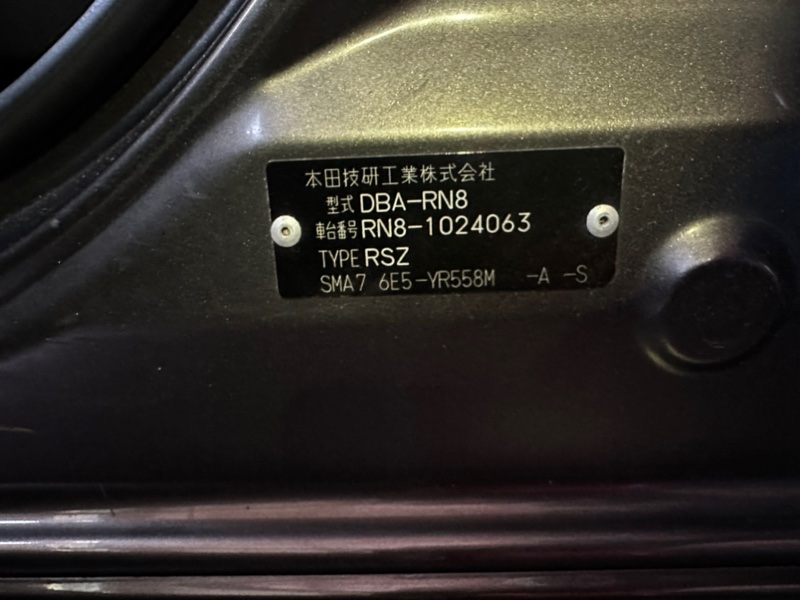 本田技研工業株式会社
型式 DBA-RN8
車台番号 RN8-1024063
TYPE RSZ
SMA7 6E5-YR558M -A -S